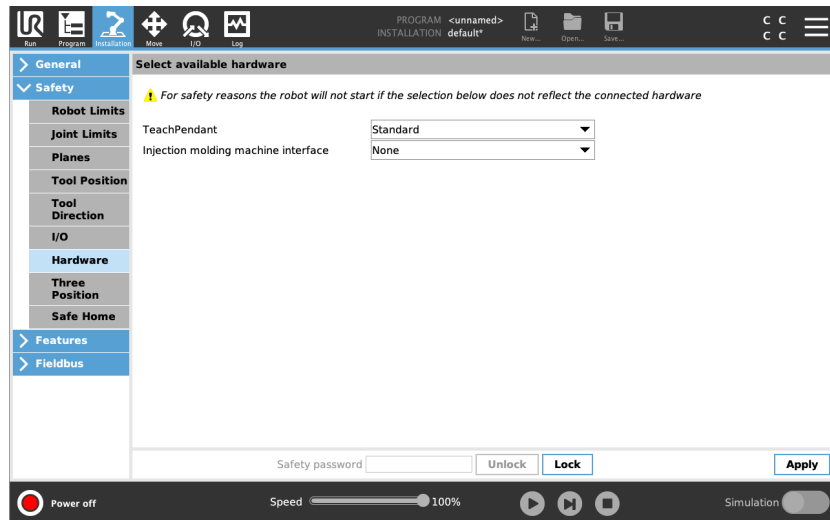 PROGRAM <unnamed>
INSTALLATION default*
Run Program Installation Move I/O Log New... Open... Save...
C C
C C
General
Safety
Robot Limits
Joint Limits
Planes
Tool Position
Tool
Direction
I/O
Hardware
Three
Position
Safe Home
Features
Fieldbus
Select available hardware
For safety reasons the robot will not start if the selection below does not reflect the connected hardware
TeachPendant Standard
Injection molding machine interface None
Safety password Unlock Lock Apply
Power off Speed 100% Simulation